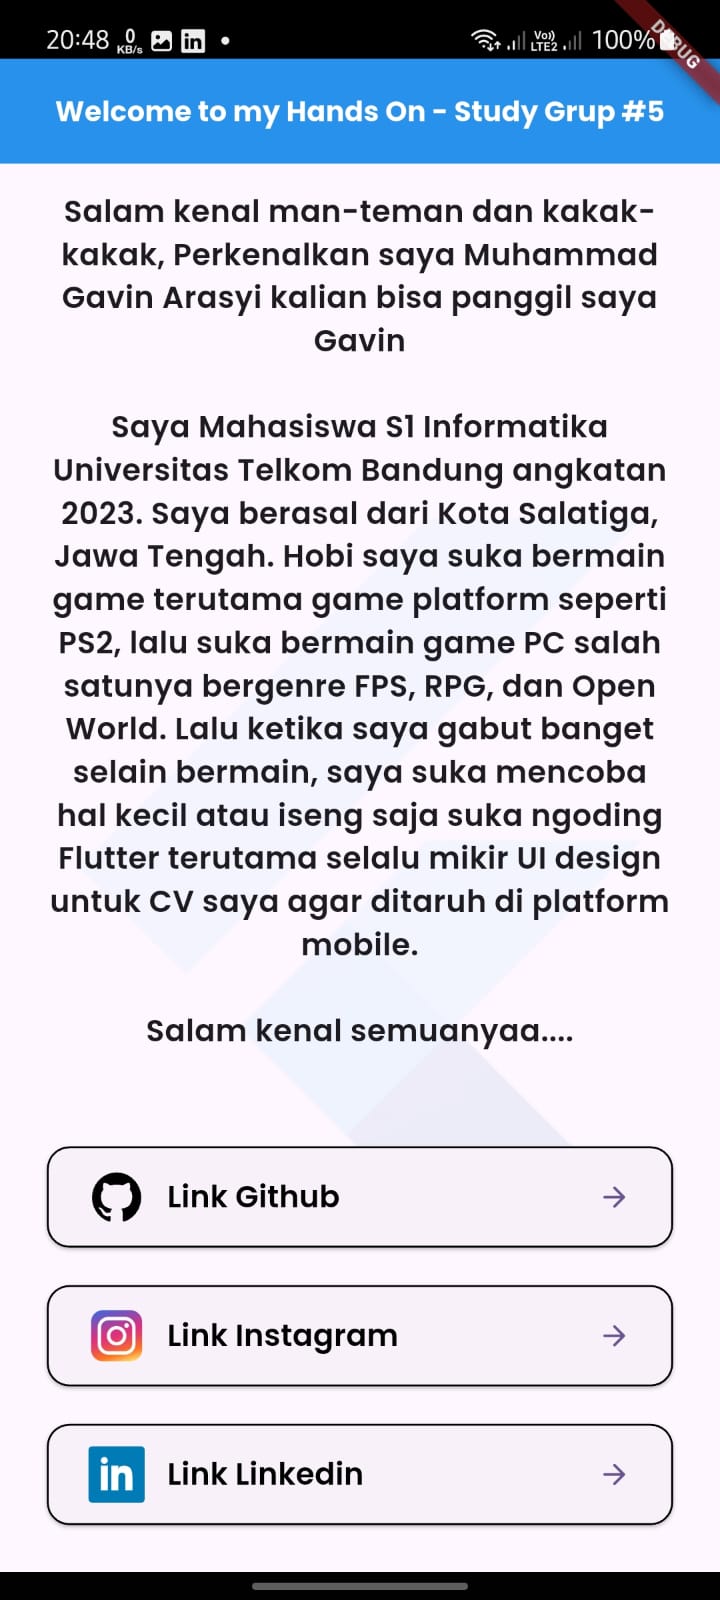 20:48 0 KB/s in Vo)) LTE2 100%
DEBUG
Welcome to my Hands On - Study Grup #5
Salam kenal man-teman dan kakak-
kakak, Perkenalkan saya Muhammad
Gavin Arasyi kalian bisa panggil saya
Gavin
Saya Mahasiswa S1 Informatika
Universitas Telkom Bandung angkatan
2023. Saya berasal dari Kota Salatiga,
Jawa Tengah. Hobi saya suka bermain
game terutama game platform seperti
PS2, lalu suka bermain game PC salah
satunya bergenre FPS, RPG, dan Open
World. Lalu ketika saya gabut banget
selain bermain, saya suka mencoba
hal kecil atau iseng saja suka ngoding
Flutter terutama selalu mikir UI design
untuk CV saya agar ditaruh di platform
mobile.
Salam kenal semuanyaa....
Link Github
Link Instagram
in Link Linkedin